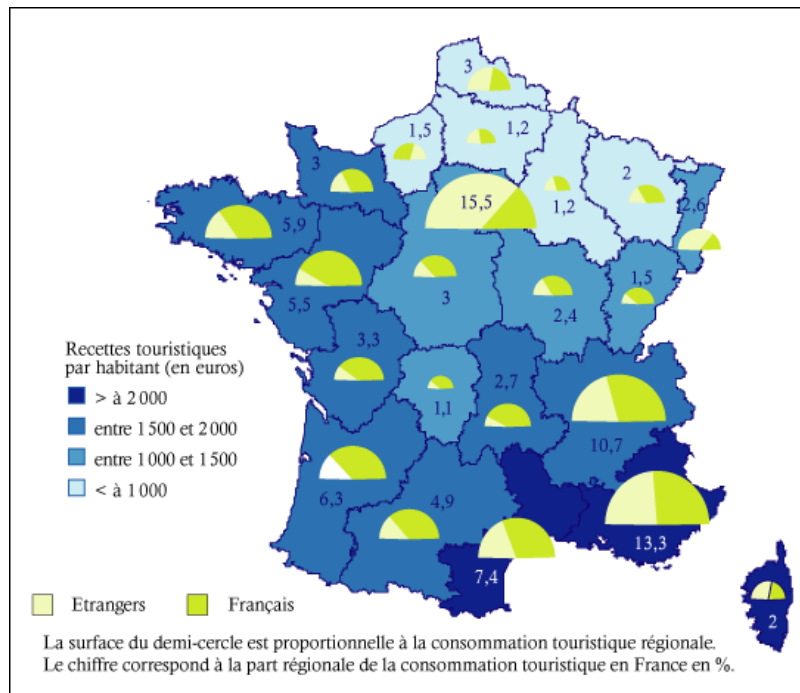 3
1,5
1,2
3
1,2
2
2,6
15,5
5,9
5,5
3
2,4
1,5
3,3
1,1
2,7
10,7
6,3
4,9
7,4
13,3
2
Recettes touristiques
par habitant (en euros)
> à 2 000
entre 1 500 et 2 000
entre 1 000 et 1 500
< à 1 000
Etrangers
Français
La surface du demi-cercle est proportionnelle à la consommation touristique régionale.
Le chiffre correspond à la part régionale de la consommation touristique en France en %.